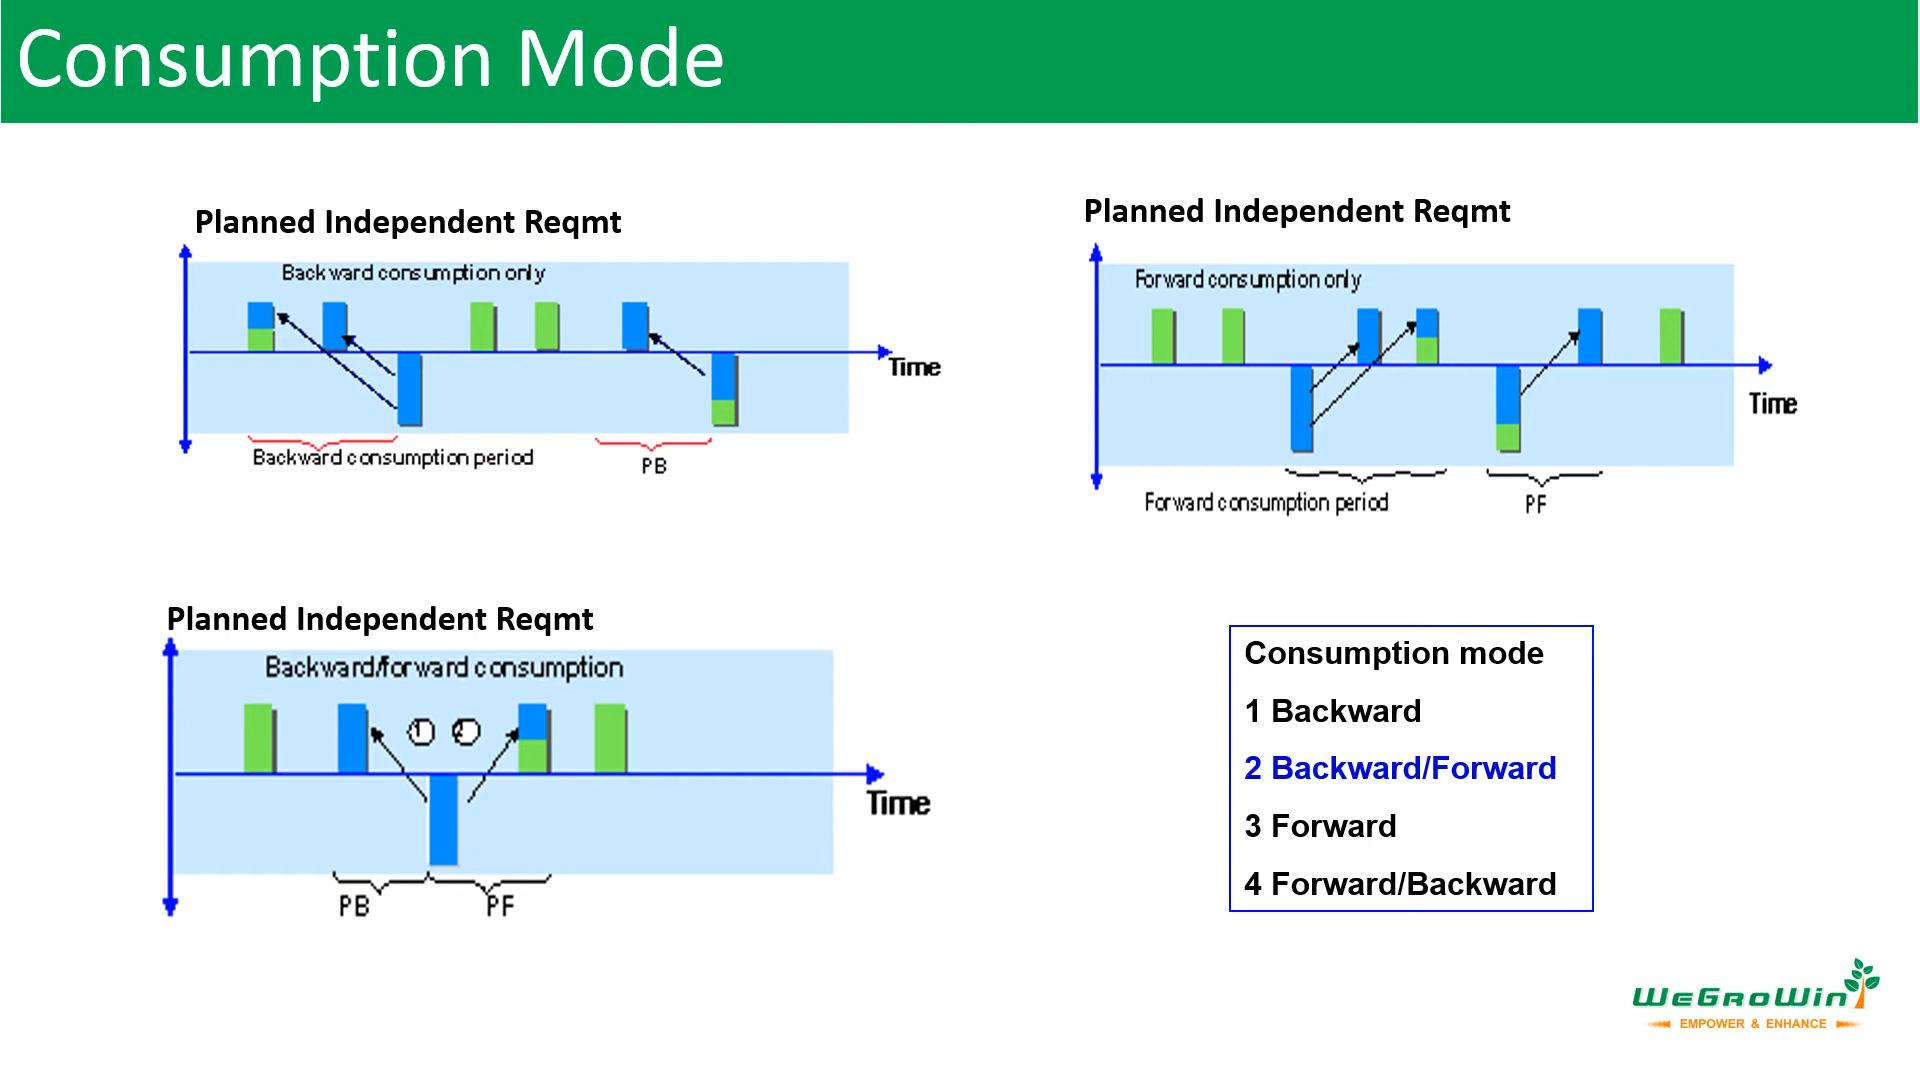 Consumption Mode
Planned Independent Reqmt
Backward consumption only
Time
Backward consumption period
PB
Planned Independent Reqmt
Forward consumption only
Time
Forward consumption period
PF
Planned Independent Reqmt
Backward/forward consumption
1 2
Time
PB
PF
Consumption mode
1 Backward
2 Backward/Forward
3 Forward
4 Forward/Backward
WeGroWin
EMPOWER & ENHANCE